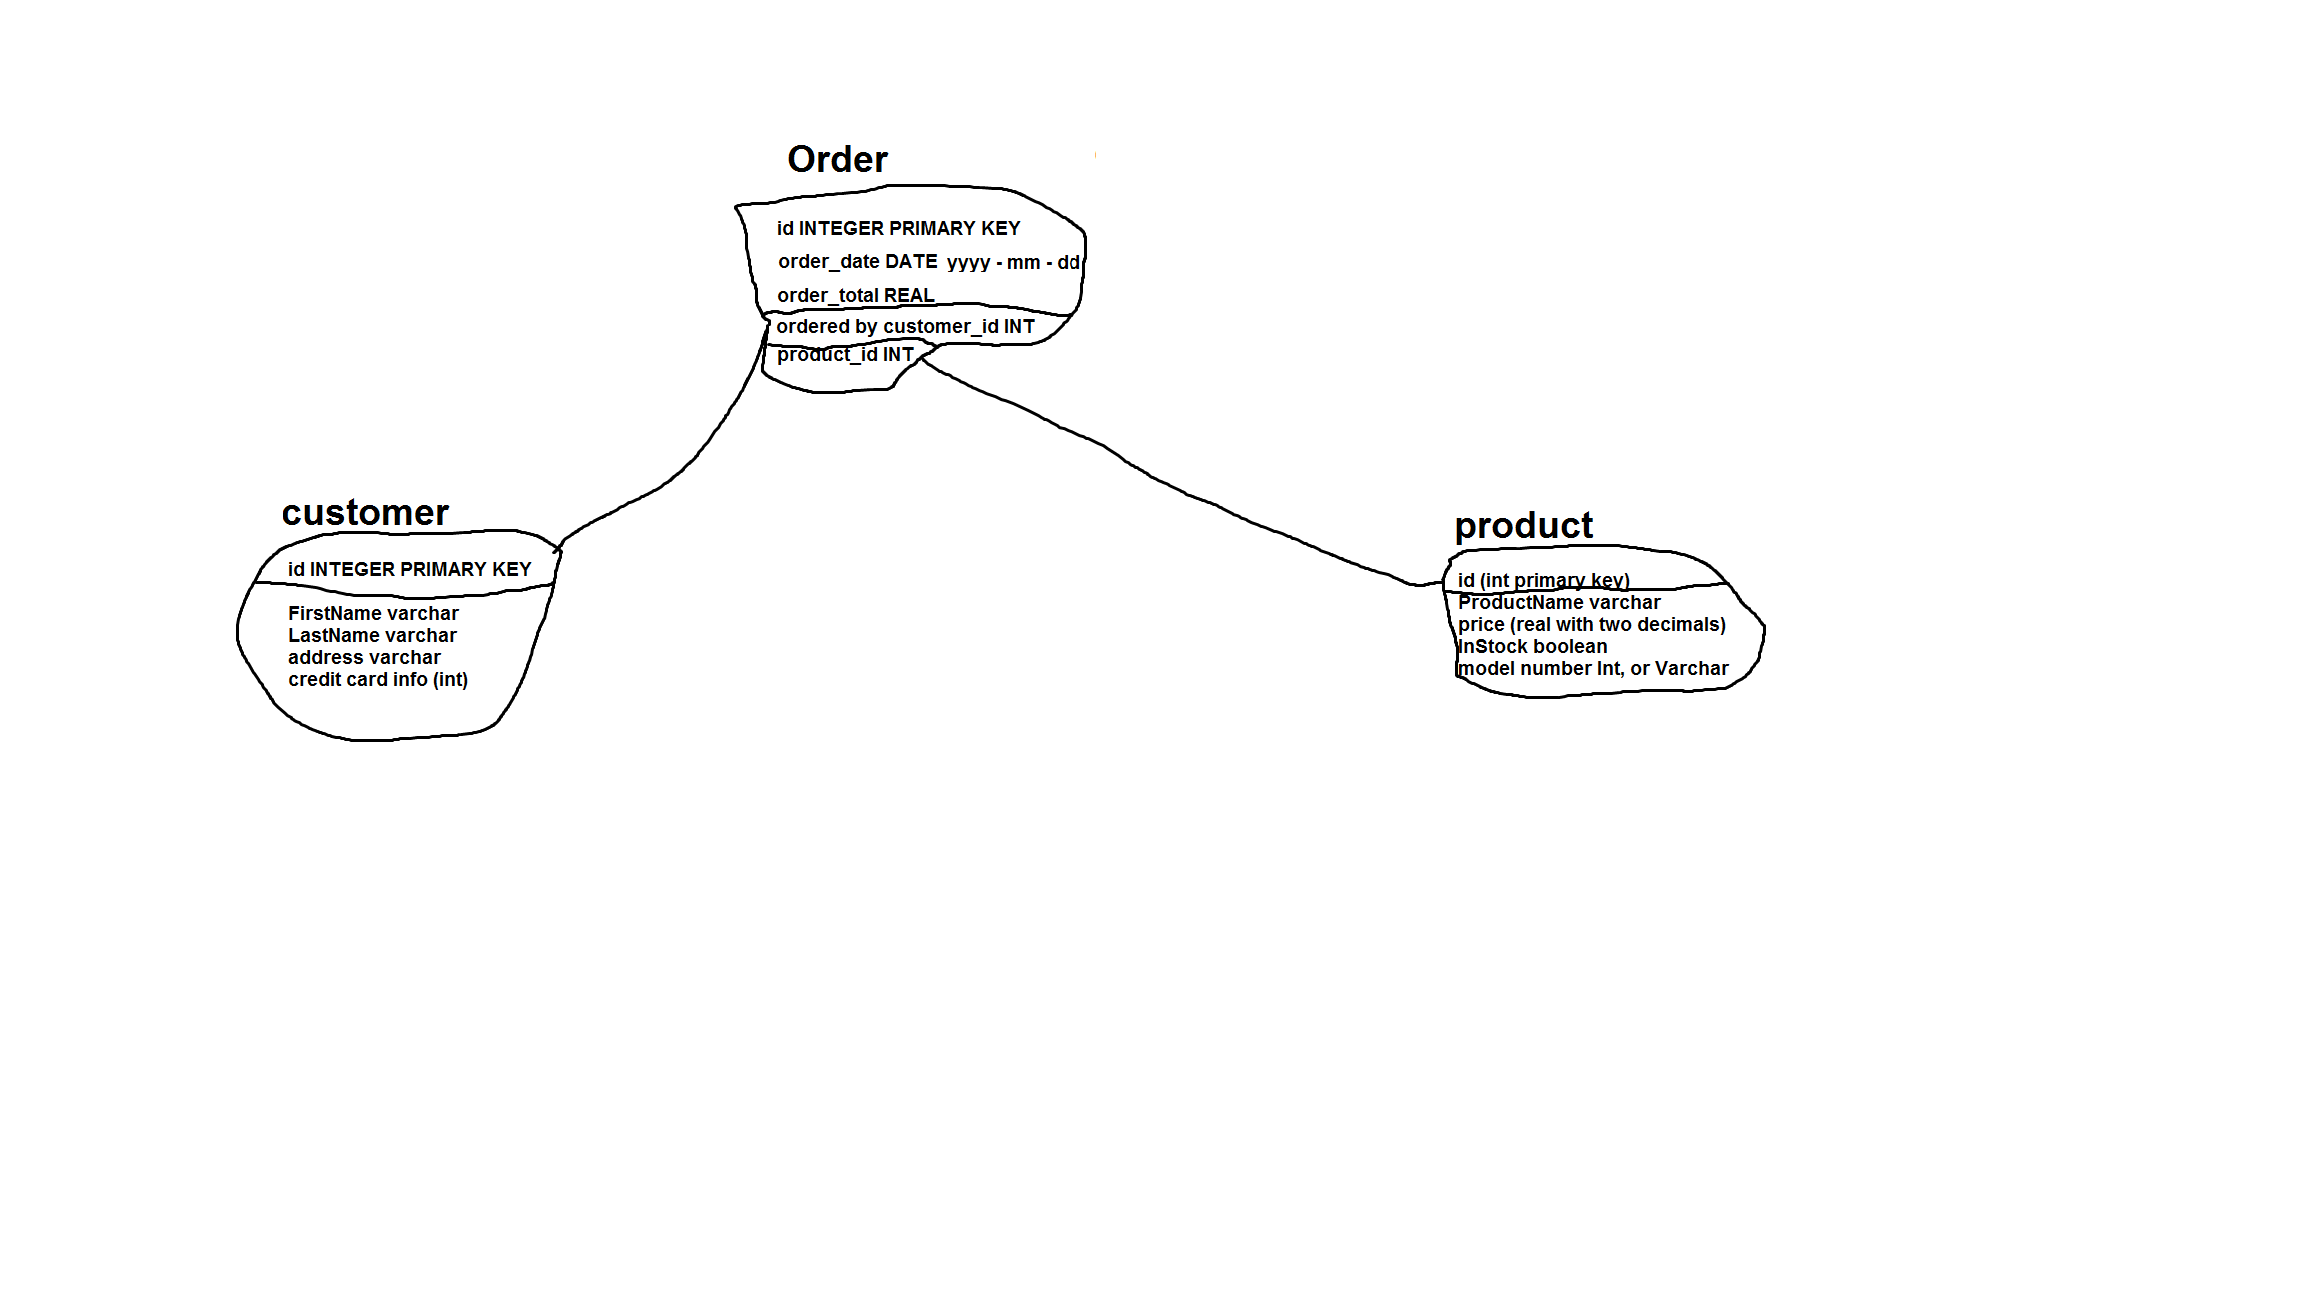 Order
id INTEGER PRIMARY KEY
order_date DATE yyyy - mm - dd
order_total REAL
ordered by customer_id INT
product_id INT
customer
id INTEGER PRIMARY KEY
FirstName varchar
LastName varchar
address varchar
credit card info (int)
product
id (int primary key)
ProductName varchar
price (real with two decimals)
InStock boolean
model number Int, or Varchar